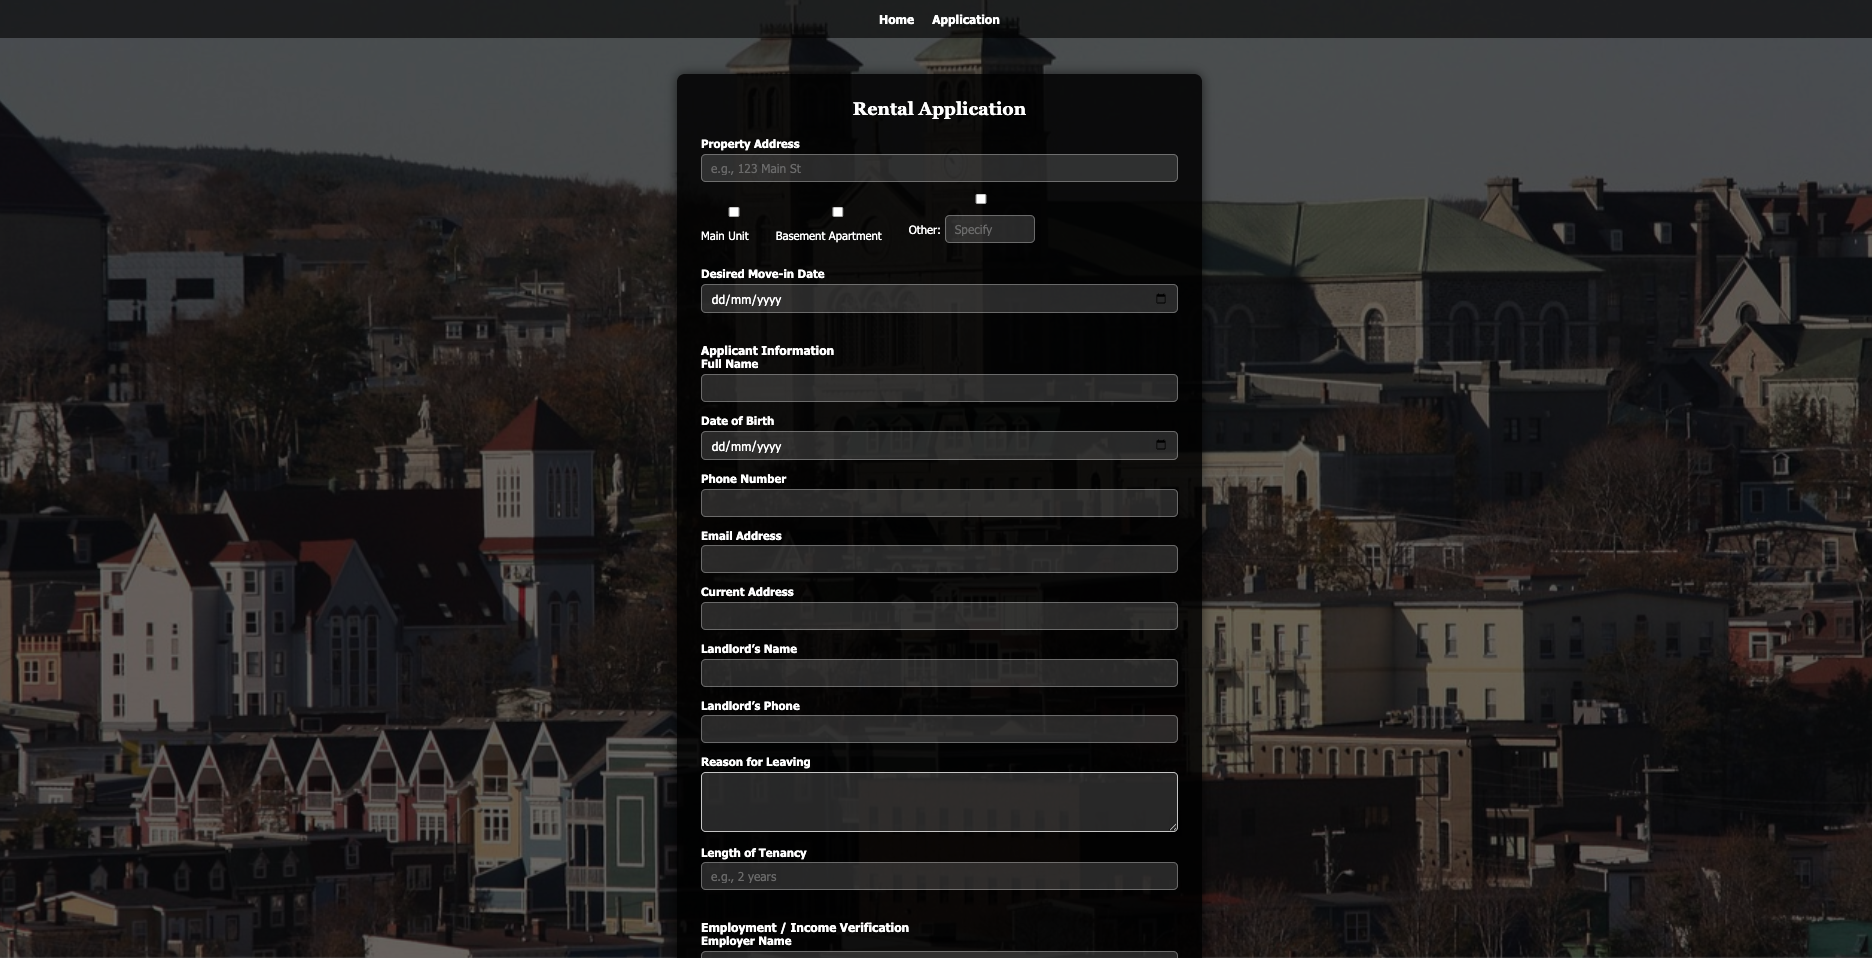 Home Application
Rental Application
Property Address
e.g., 123 Main St
Main Unit
Basement Apartment
Other: Specify
Desired Move-in Date
dd/mm/yyyy
Applicant Information
Full Name
Date of Birth
dd/mm/yyyy
Phone Number
Email Address
Current Address
Landlord’s Name
Landlord’s Phone
Reason for Leaving
Length of Tenancy
e.g., 2 years
Employment / Income Verification
Employer Name